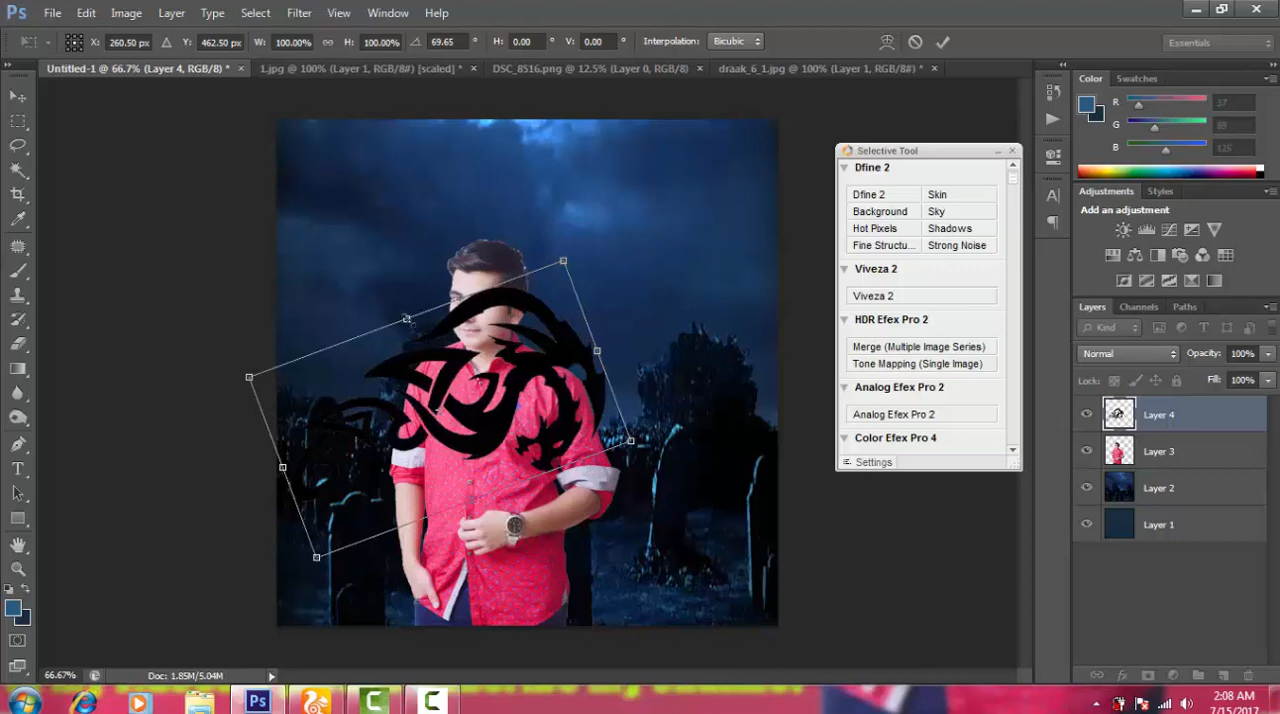 Ps File Edit Image Layer Type Select Filter View Window Help
X: 260.50 px Y: 462.50 px W: 100.00% H: 100.00% 69.65 ° H: 0.00 ° V: 0.00 ° Interpolation: Bicubic Essentials
Untitled-1 @ 66.7% (Layer 4, RGB/8) * × 1.jpg @ 100% (Layer 1, RGB/8#) [scaled] * × DSC_8516.png @ 12.5% (Layer 0, RGB/8) × draak_6_1.jpg @ 100% (Layer 1, RGB/8#) * ×
Color Swatches
R 37
G 89
B 125
Selective Tool
Dfine 2
Dfine 2 Skin
Background Sky
Hot Pixels Shadows
Fine Structu... Strong Noise
Viveza 2
Viveza 2
HDR Efex Pro 2
Merge (Multiple Image Series)
Tone Mapping (Single Image)
Analog Efex Pro 2
Analog Efex Pro 2
Color Efex Pro 4
Settings
Adjustments Styles
Add an adjustment
Layers Channels Paths
Kind
Normal Opacity: 100%
Lock: Fill: 100%
Layer 4
Layer 3
Layer 2
Layer 1
66.67% Doc: 1.85M/5.04M
2:08 AM
7/15/2017